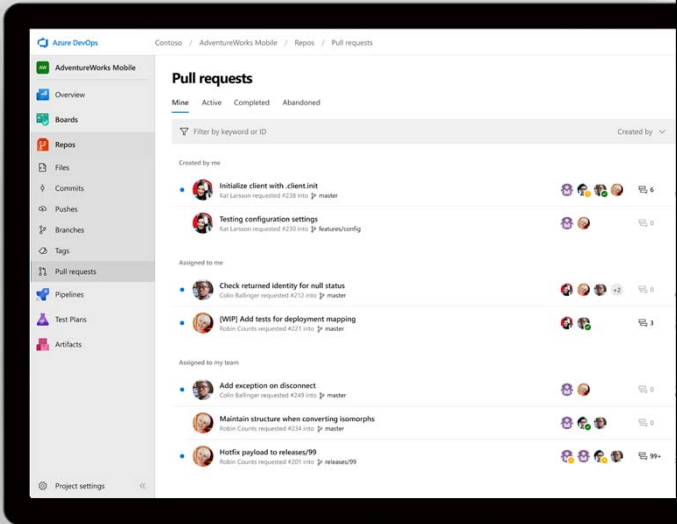 Azure DevOps
Contoso / AdventureWorks Mobile / Repos / Pull requests
AW AdventureWorks Mobile
Overview
Boards
Repos
Files
Commits
Pushes
Branches
Tags
Pull requests
Pipelines
Test Plans
Artifacts
Project settings
Pull requests
Mine Active Completed Abandoned
Filter by keyword or ID Created by
Created by me
Initialize client with .client.init
Kat Larsson requested #238 into master
6
Testing configuration settings
Kat Larsson requested #230 into features/config
0
Assigned to me
Check returned identity for null status
Colin Ballinger requested #212 into master
+2 0
[WIP] Add tests for deployment mapping
Robin Counts requested #221 into master
3
Assigned to my team
Add exception on disconnect
Colin Ballinger requested #249 into master
0
Maintain structure when converting isomorphs
Robin Counts requested #234 into master
0
Hotfix payload to releases/99
Robin Counts requested #201 into releases/99
99+